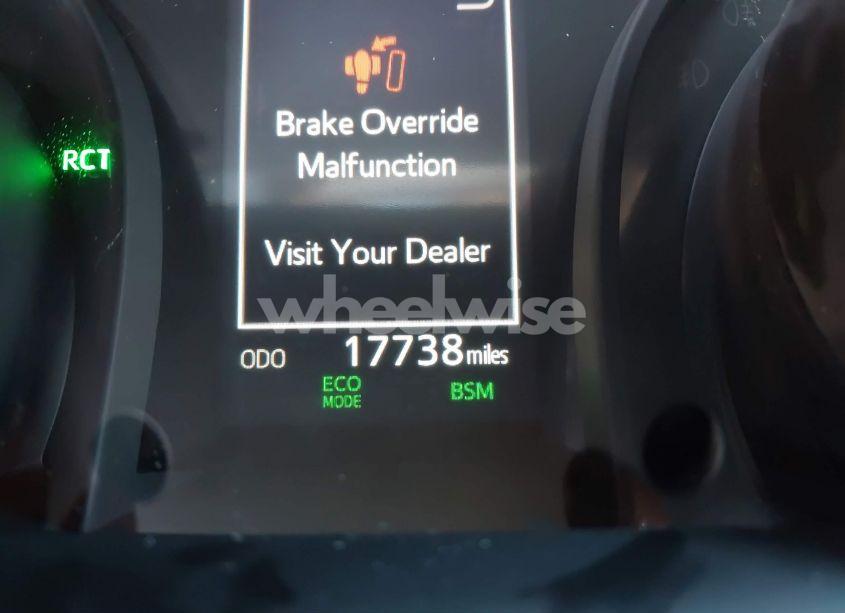 Brake Override
Malfunction
RCT
Visit Your Dealer
wheelwise
ODO 17738 miles
ECO
MODE
BSM